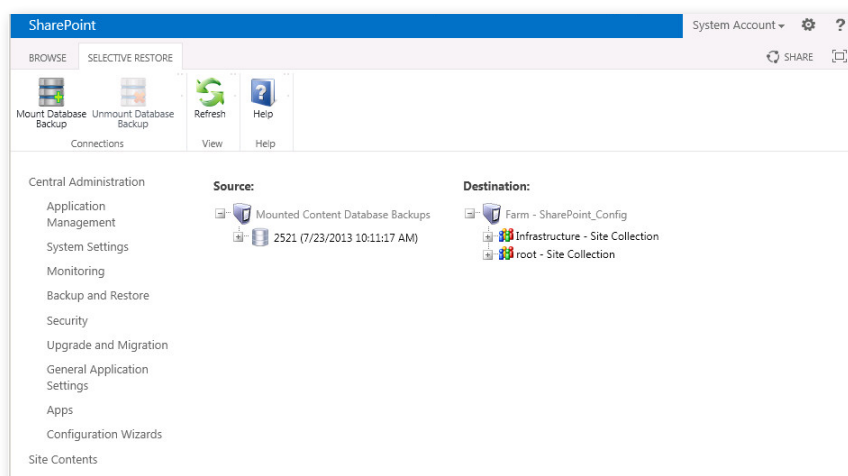 SharePoint
System Account
?
BROWSE
SELECTIVE RESTORE
SHARE
Mount Database
Backup
Unmount Database
Backup
Refresh
Help
Connections
View
Help
Central Administration
Application
Management
System Settings
Monitoring
Backup and Restore
Security
Upgrade and Migration
General Application
Settings
Apps
Configuration Wizards
Site Contents
Source:
Mounted Content Database Backups
2521 (7/23/2013 10:11:17 AM)
Destination:
Farm - SharePoint_Config
Infrastructure - Site Collection
root - Site Collection